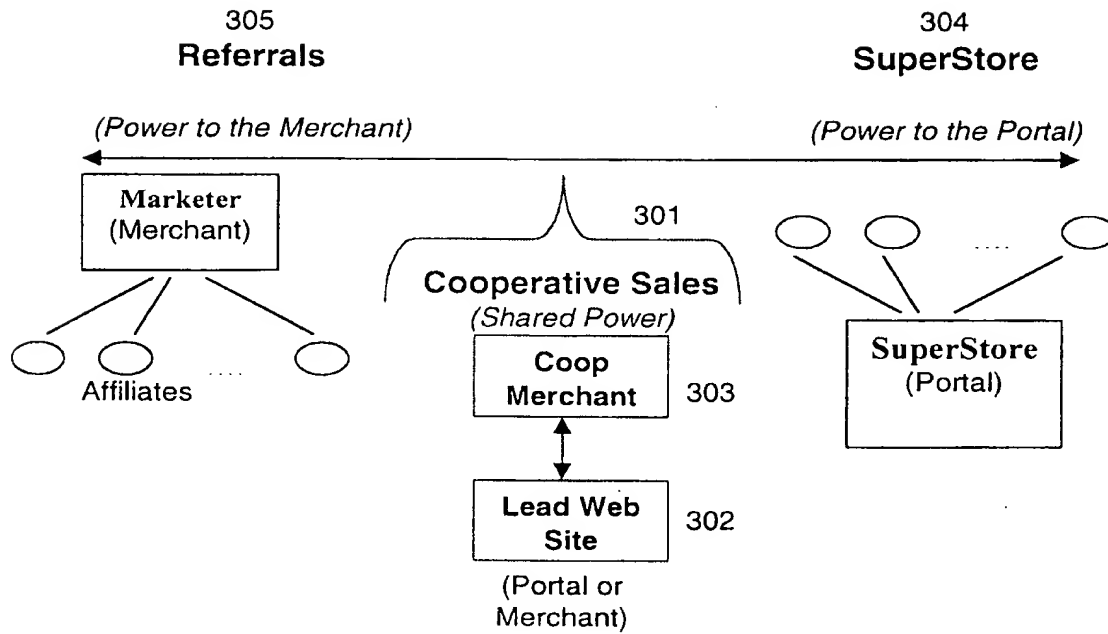 305
Referrals
304
SuperStore
(Power to the Merchant)
(Power to the Portal)
Marketer
(Merchant)
Affiliates
....
301
Cooperative Sales
(Shared Power)
Coop
Merchant
303
Lead Web
Site
302
(Portal or
Merchant)
....
SuperStore
(Portal)